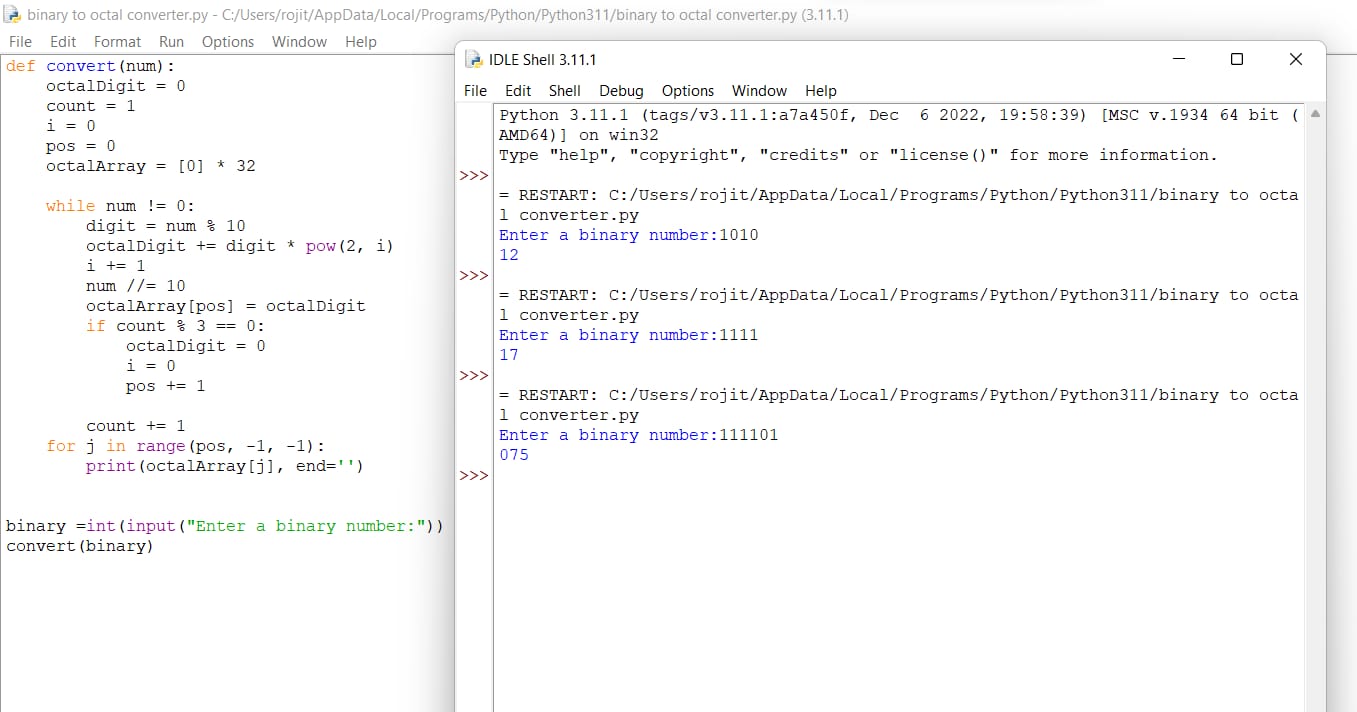 binary to octal converter.py - C:/Users/rojit/AppData/Local/Programs/Python/Python311/binary to octal converter.py (3.11.1)
File Edit Format Run Options Window Help
def convert(num):
    octalDigit = 0
    count = 1
    i = 0
    pos = 0
    octalArray = [0] * 32

    while num != 0:
        digit = num % 10
        octalDigit += digit * pow(2, i)
        i += 1
        num //= 10
        octalArray[pos] = octalDigit
        if count % 3 == 0:
            octalDigit = 0
            i = 0
            pos += 1

        count += 1
    for j in range(pos, -1, -1):
        print(octalArray[j], end='')


binary =int(input("Enter a binary number:"))
convert(binary)
IDLE Shell 3.11.1
File Edit Shell Debug Options Window Help
Python 3.11.1 (tags/v3.11.1:a7a450f, Dec  6 2022, 19:58:39) [MSC v.1934 64 bit (
AMD64)] on win32
Type "help", "copyright", "credits" or "license()" for more information.
>>>
= RESTART: C:/Users/rojit/AppData/Local/Programs/Python/Python311/binary to octa
l converter.py
Enter a binary number:1010
12
>>>
= RESTART: C:/Users/rojit/AppData/Local/Programs/Python/Python311/binary to octa
l converter.py
Enter a binary number:1111
17
>>>
= RESTART: C:/Users/rojit/AppData/Local/Programs/Python/Python311/binary to octa
l converter.py
Enter a binary number:111101
075
>>>